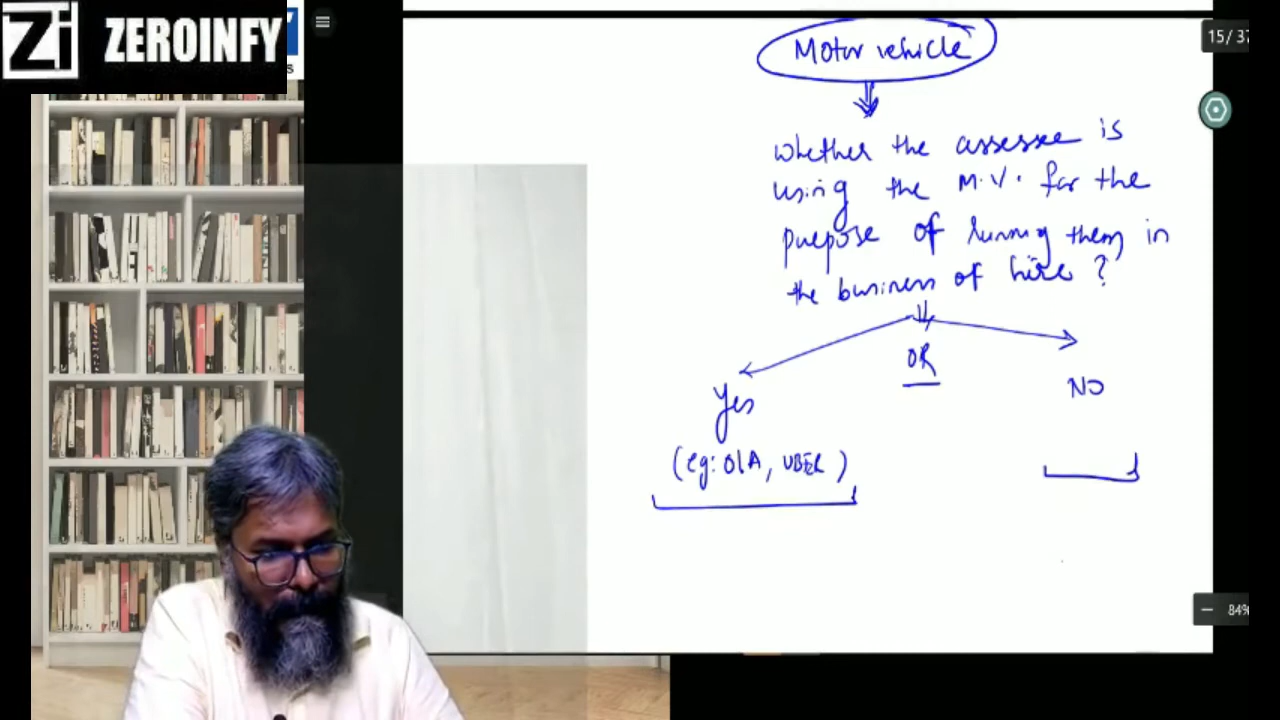 Zi ZEROINFY
s
15/37
Motor vehicle
Whether the assessee is
using the M.V. for the
purpose of running them in
the business of hire ?
OR
Yes
NO
(eg: OLA, UBER)
84%